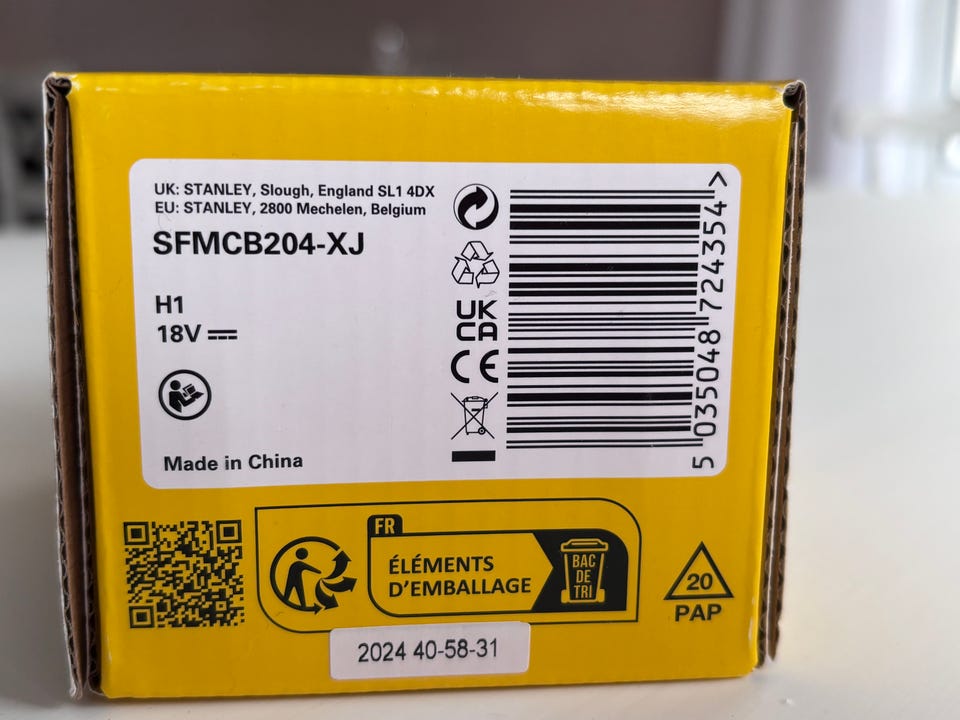 UK: STANLEY, Slough, England SL1 4DX
EU: STANLEY, 2800 Mechelen, Belgium
SFMCB204-XJ
H1
18V
Made in China
UK
CA
CE
5 035048 724354 >
FR
ÉLÉMENTS
D'EMBALLAGE
BAC
DE
TRI
20
PAP
2024 40-58-31